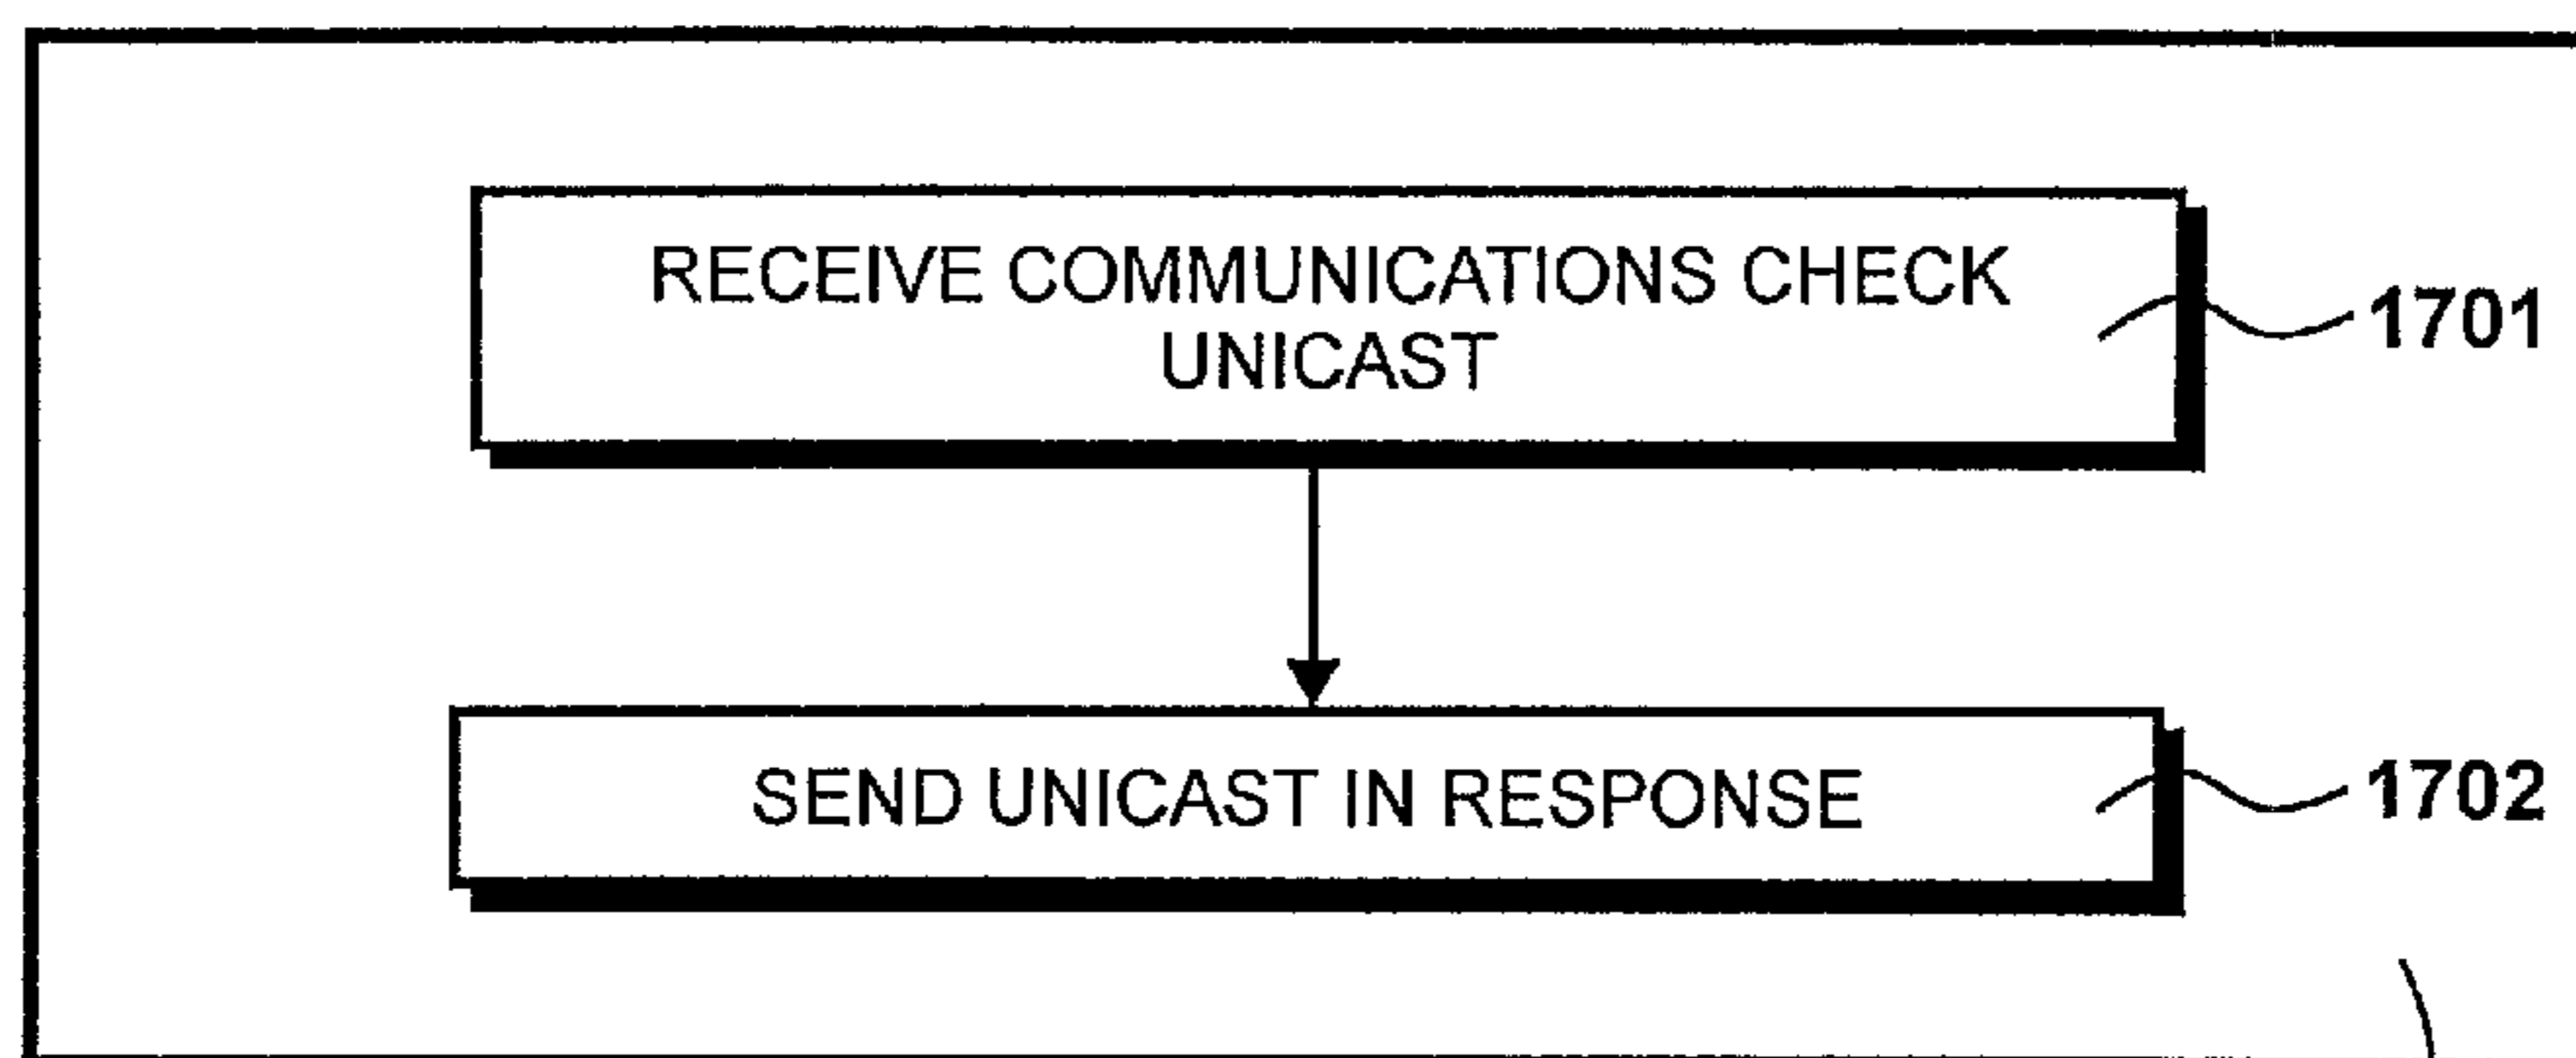 RECEIVE COMMUNICATIONS CHECK
UNICAST
1701
SEND UNICAST IN RESPONSE
1702